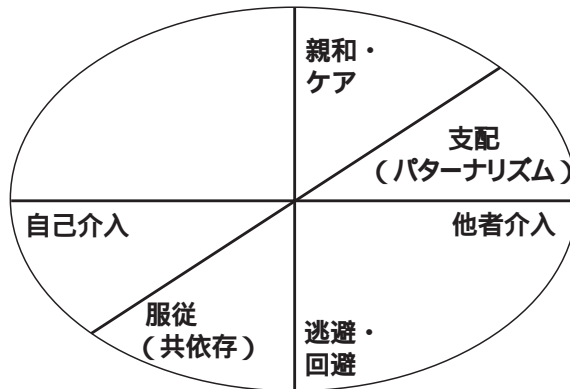 親和・
ケア
支配
（パターナリズム）
自己介入
他者介入
服従
（共依存）
逃避・
回避